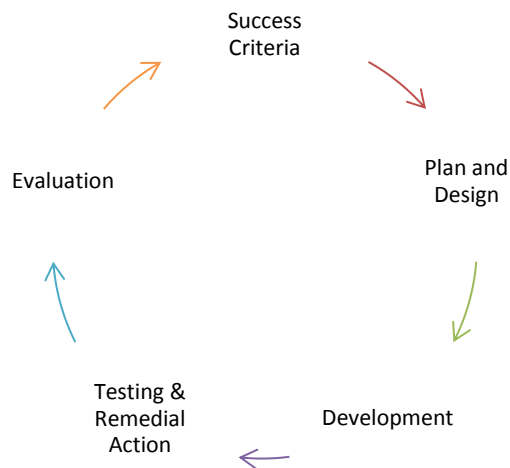 Success
Criteria
Plan and
Design
Development
Testing &
Remedial
Action
Evaluation